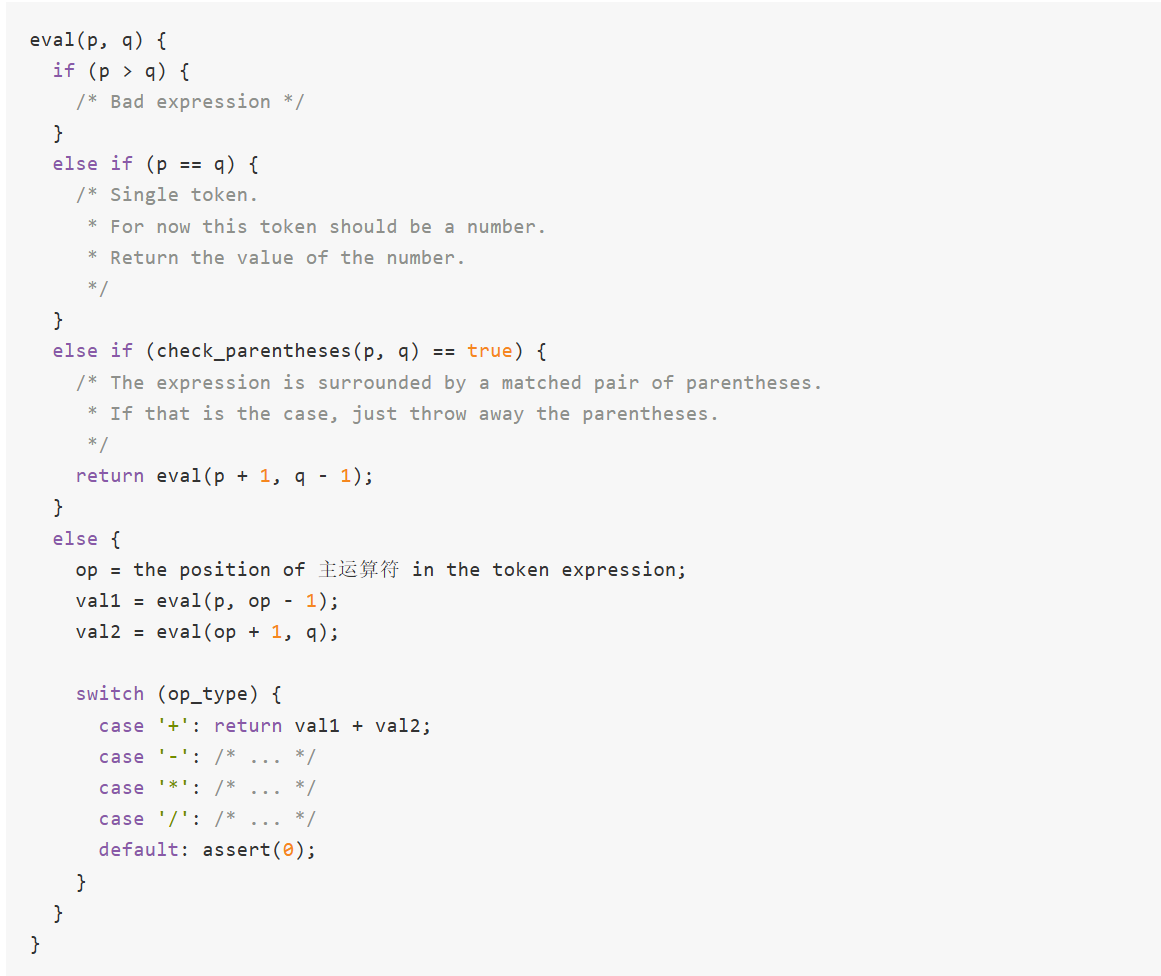 eval(p, q) {
  if (p > q) {
    /* Bad expression */
  }
  else if (p == q) {
    /* Single token.
     * For now this token should be a number.
     * Return the value of the number.
     */
  }
  else if (check_parentheses(p, q) == true) {
    /* The expression is surrounded by a matched pair of parentheses.
     * If that is the case, just throw away the parentheses.
     */
    return eval(p + 1, q - 1);
  }
  else {
    op = the position of 主运算符 in the token expression;
    val1 = eval(p, op - 1);
    val2 = eval(op + 1, q);

    switch (op_type) {
      case '+': return val1 + val2;
      case '-': /* ... */
      case '*': /* ... */
      case '/': /* ... */
      default: assert(0);
    }
  }
}